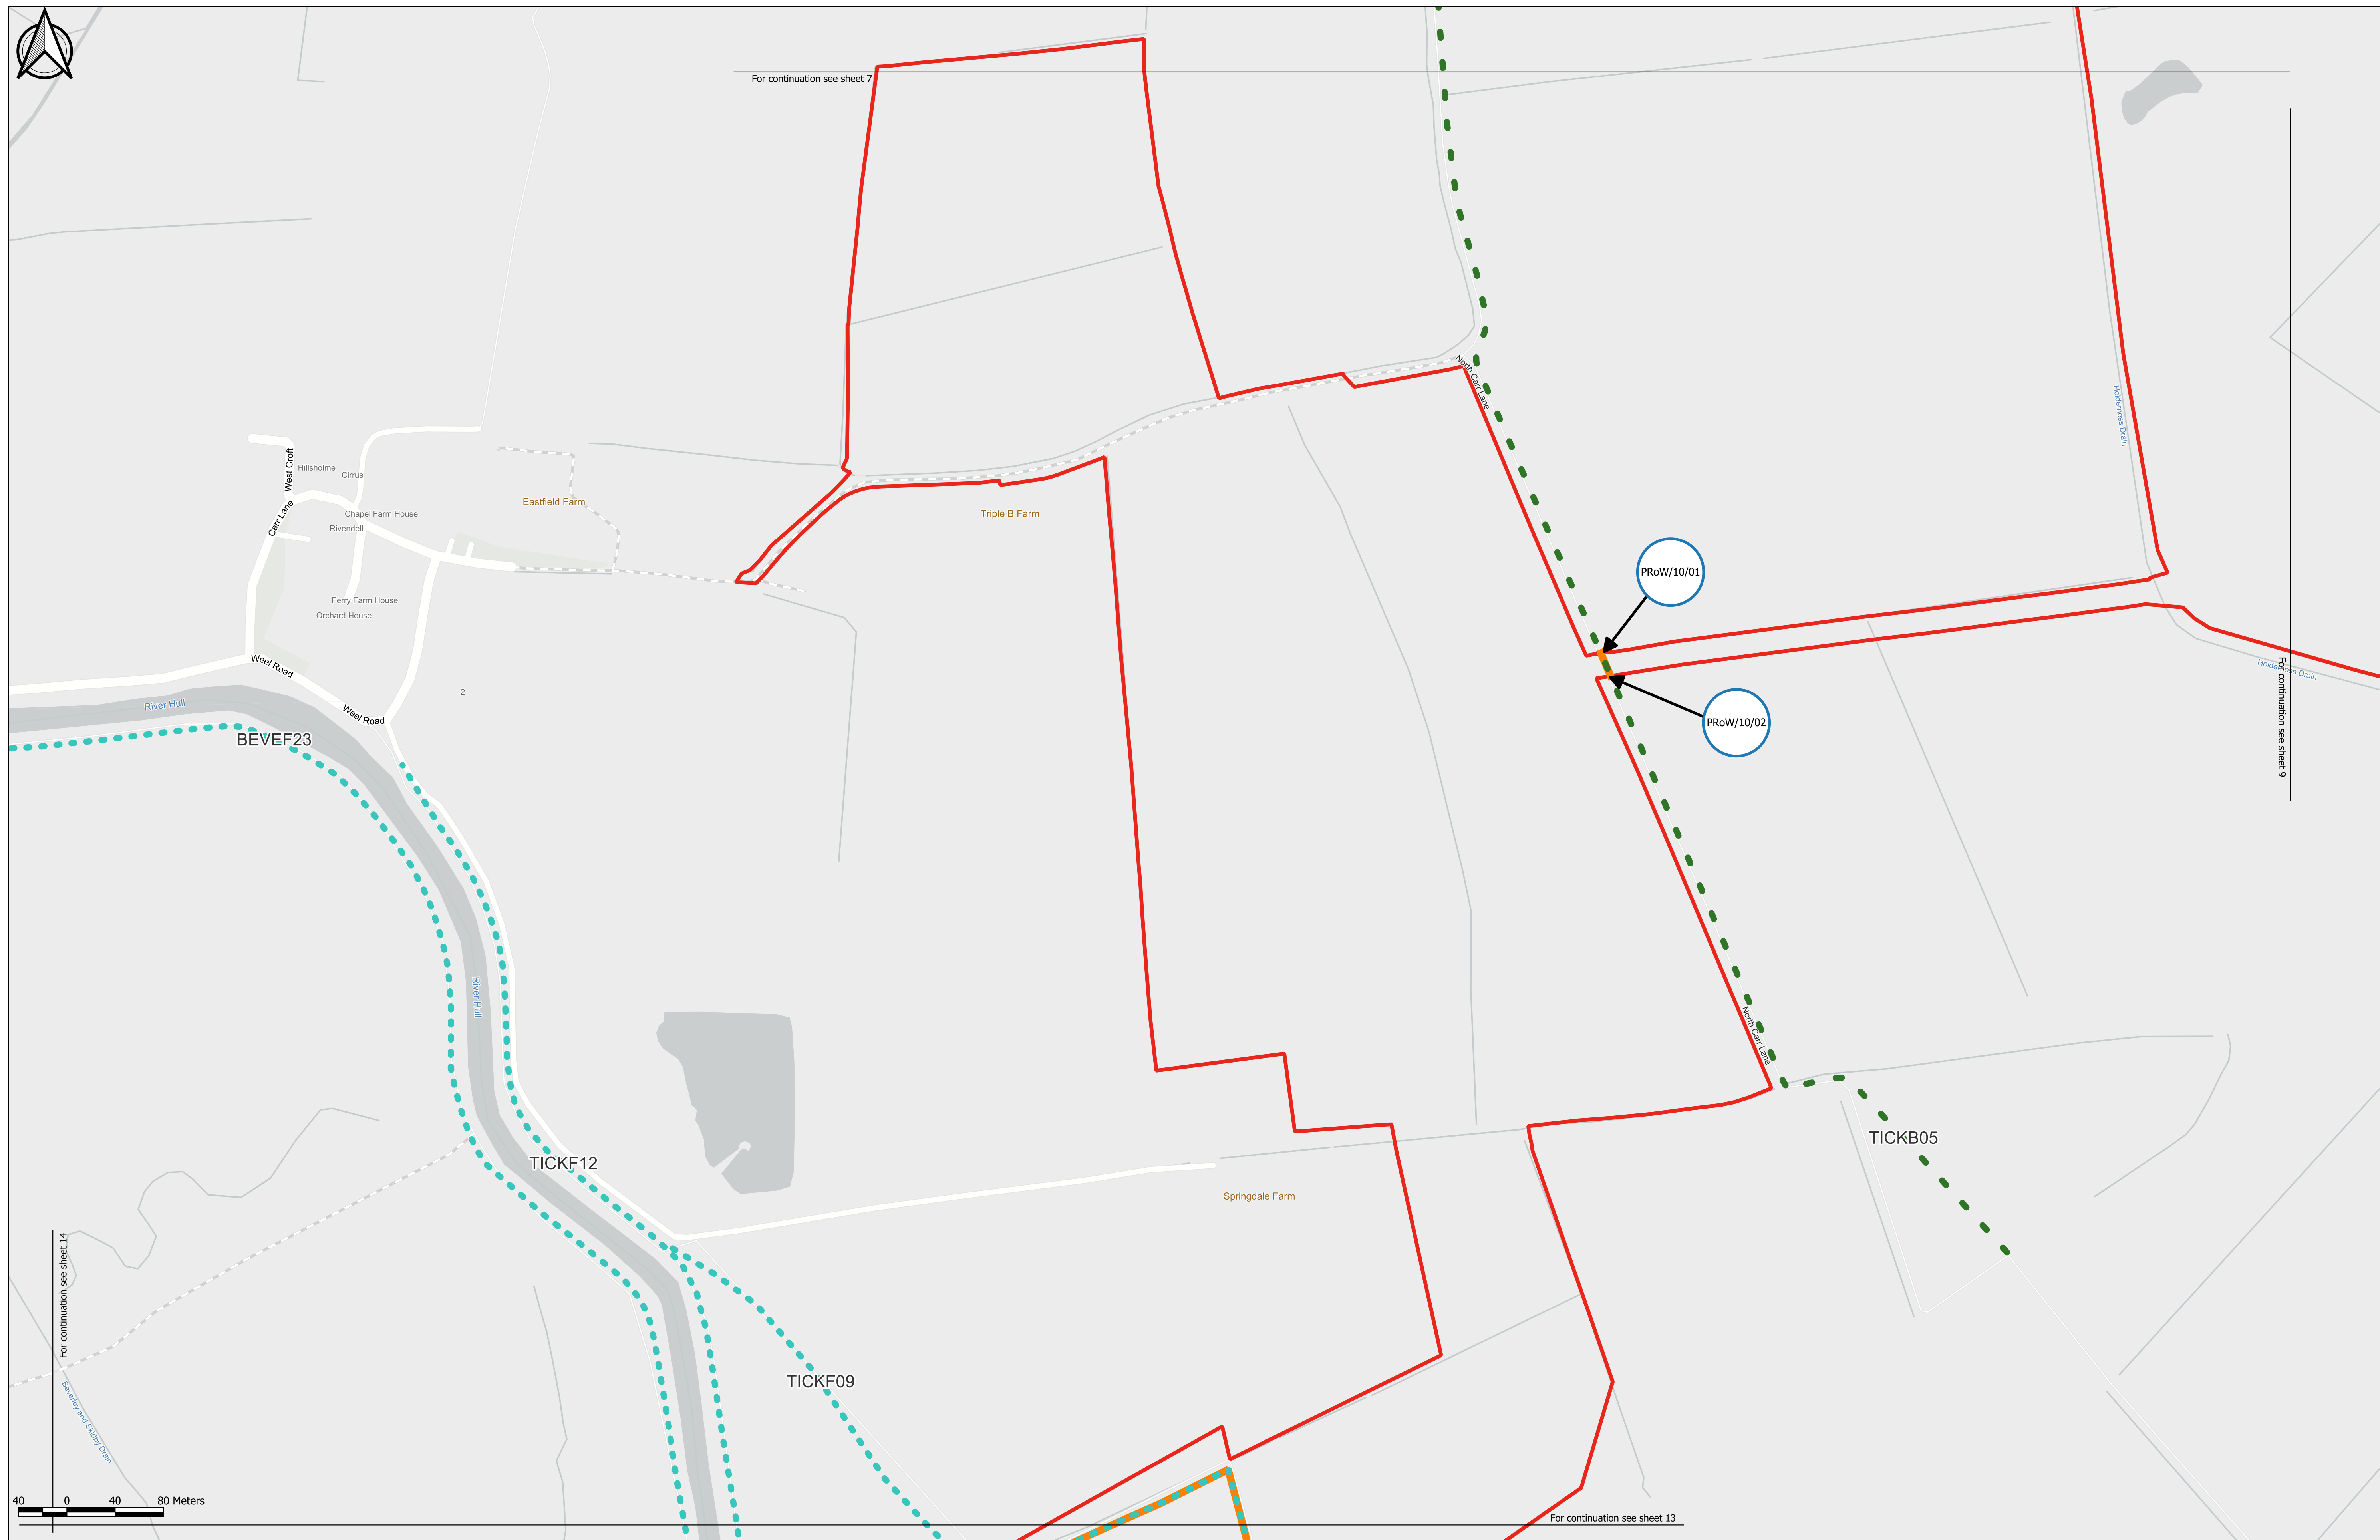 For continuation see sheet 7
North Carr Lane
Holderness Drain
West Croft
Hillsholme
Cirrus
Carr Lane
Chapel Farm House
Rivendell
Eastfield Farm
Triple B Farm
PRoW/10/01
Ferry Farm House
Orchard House
Weel Road
Holderness Drain
For continuation see sheet 9
2
River Hull
Weel Road
PRoW/10/02
BEVEF23
River Hull
North Carr Lane
TICKB05
TICKF12
Springdale Farm
For continuation see sheet 14
TICKF09
Beverley and Skidby Drain
40 0 40 80 Meters
For continuation see sheet 13